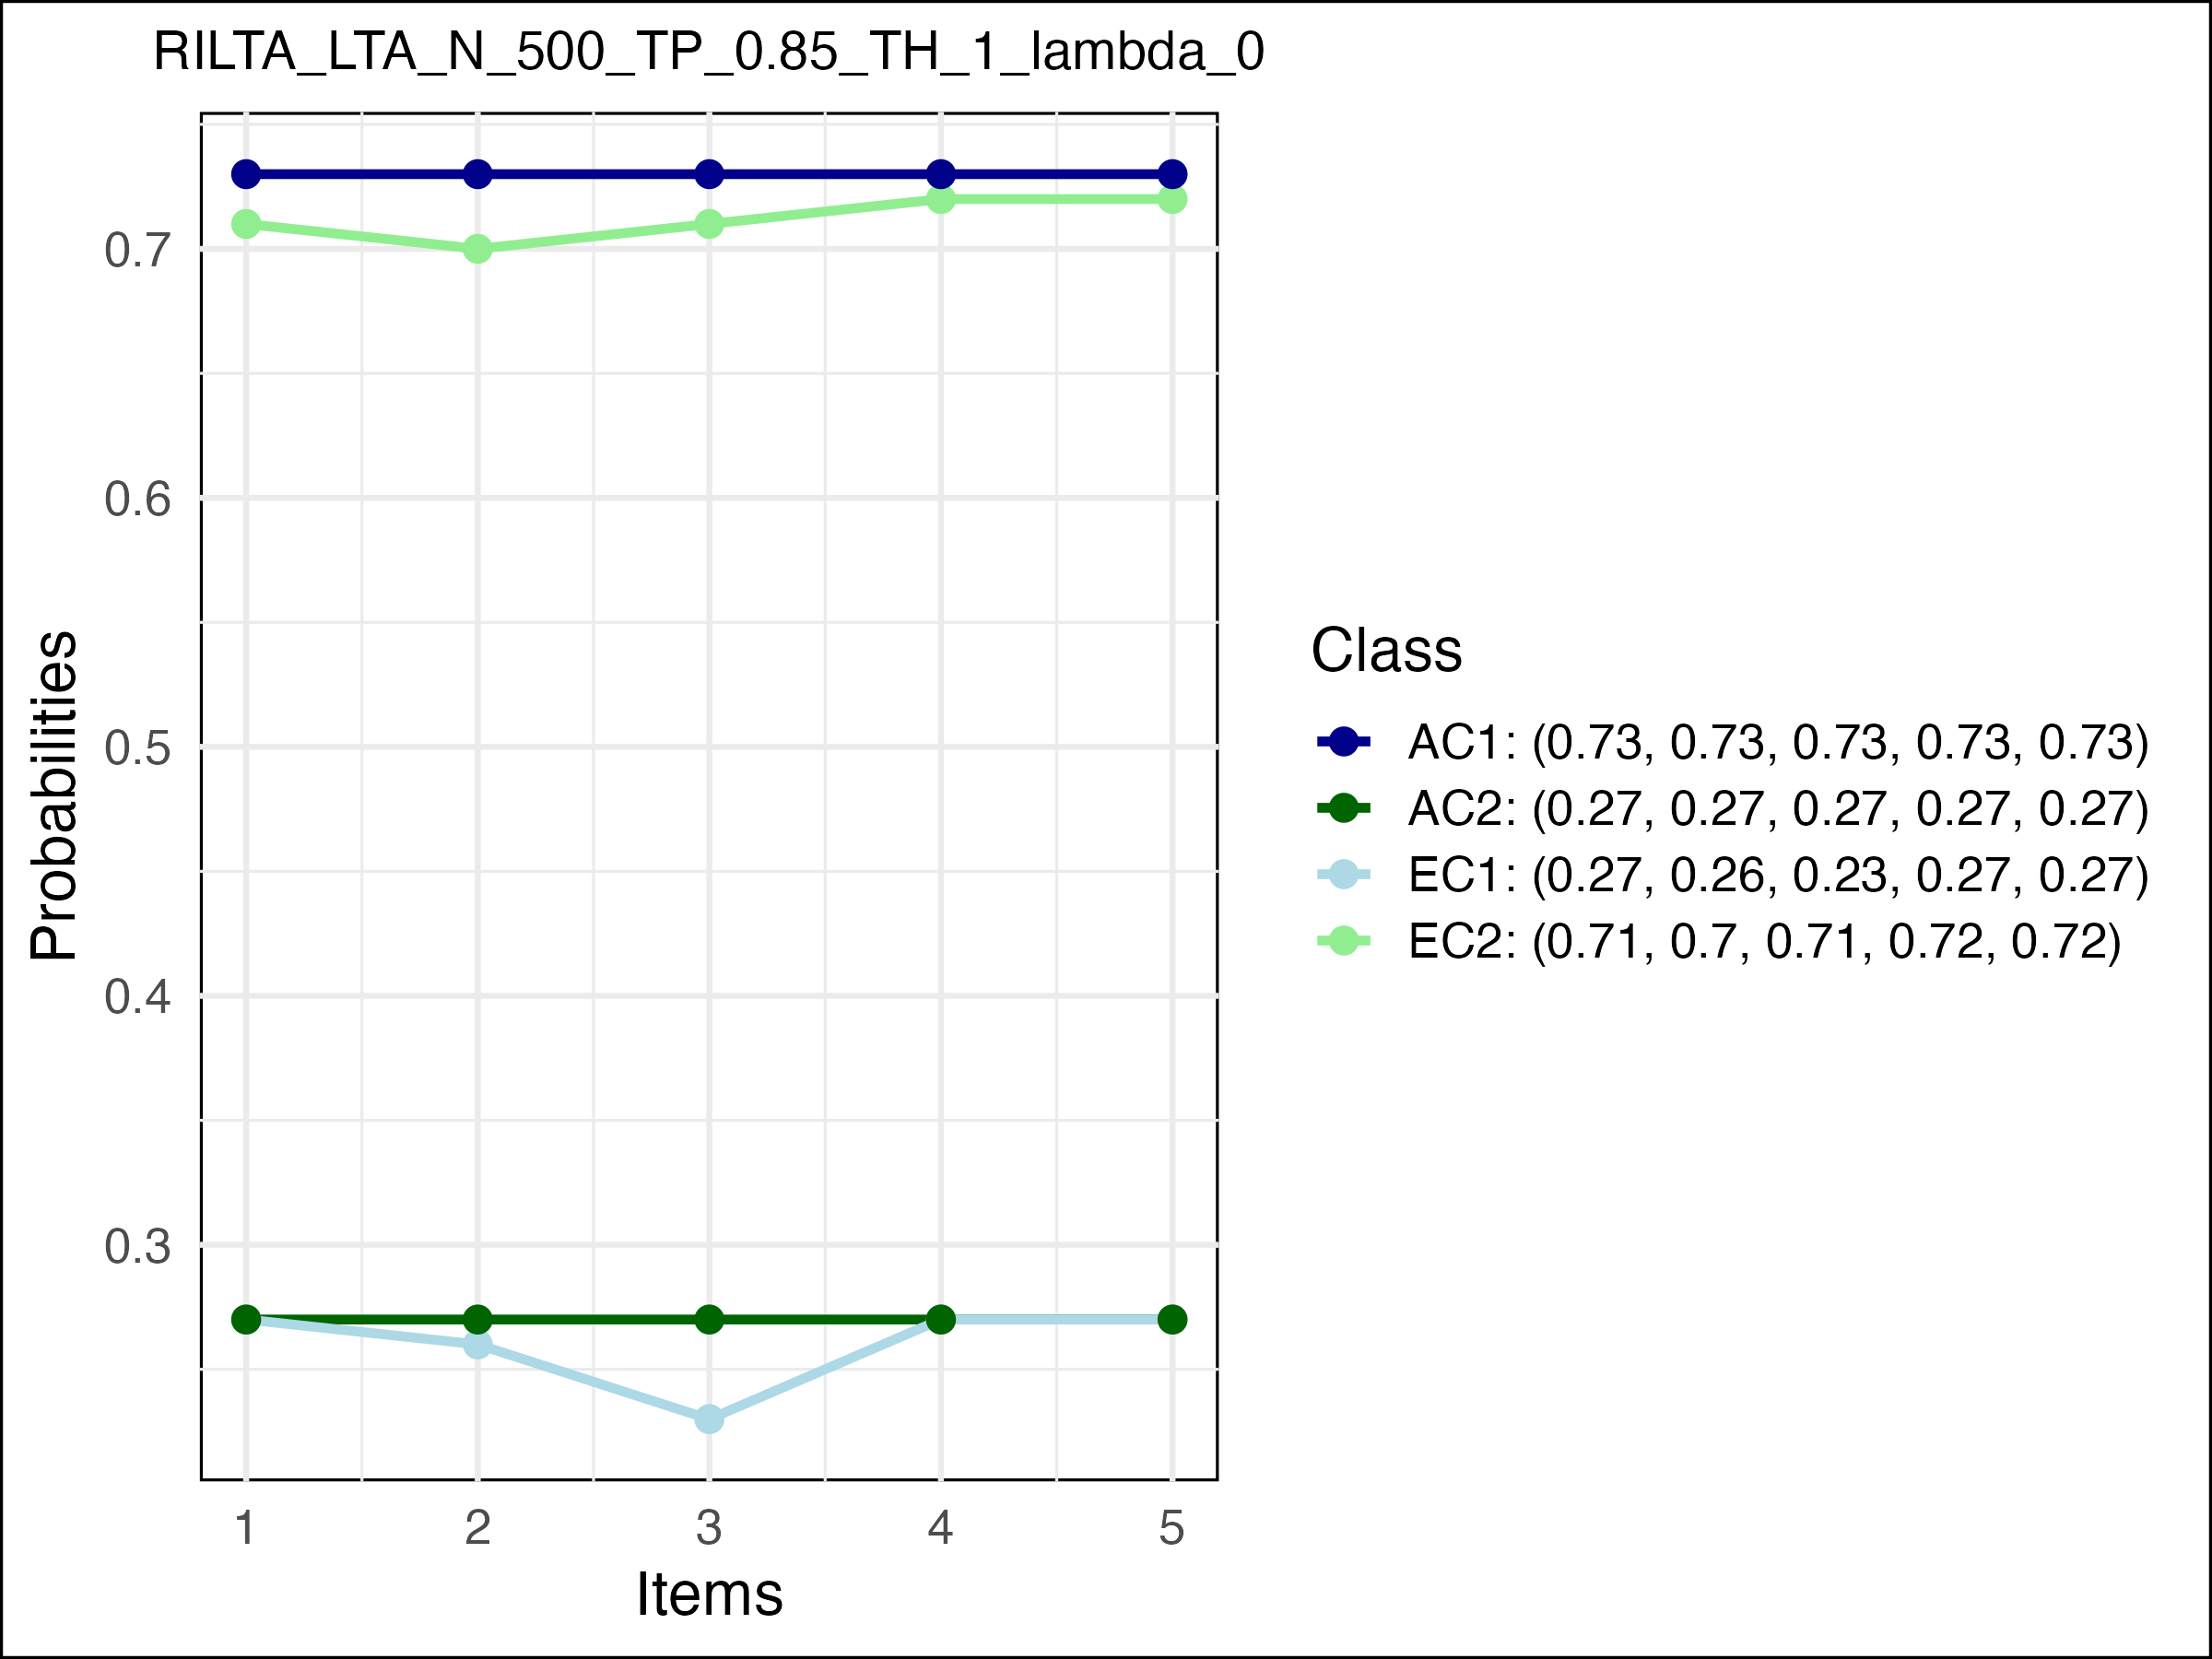 RILTA_LTA_N_500_TP_0.85_TH_1_lambda_0
0.7
0.6
0.5
0.4
0.3
Probabilities
1 2 3 4 5
Items
Class
AC1: (0.73, 0.73, 0.73, 0.73, 0.73)
AC2: (0.27, 0.27, 0.27, 0.27, 0.27)
EC1: (0.27, 0.26, 0.23, 0.27, 0.27)
EC2: (0.71, 0.7, 0.71, 0.72, 0.72)